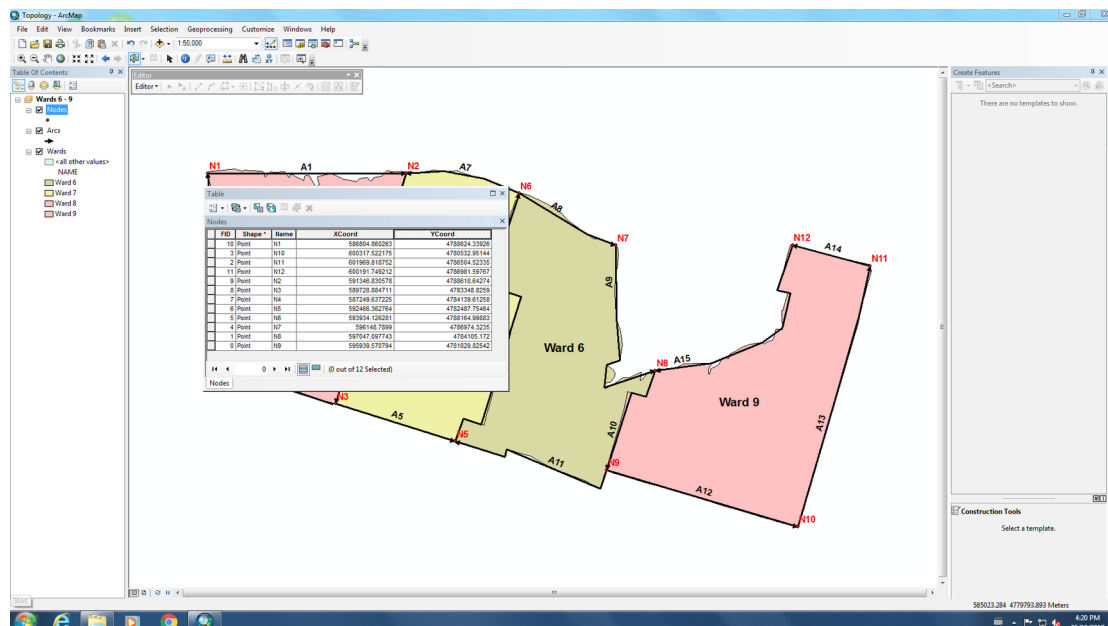 Topology - ArcMap
File Edit View Bookmarks Insert Selection Geoprocessing Customize Windows Help
1:50,000
Table Of Contents
Editor
Create Features
Editor
<Search>
There are no templates to show.
Wards 6 - 9
Nodes
Arcs
Wards
<all other values>
NAME
Ward 6
Ward 7
Ward 8
Ward 9
N1 A1 N2 A7
N6
A8
N7
N12
A14
N11
A9
Ward 6
N8
A15
Ward 9
A13
N3
A5
N5
A10
A11
N9
A12
N10
Table
Nodes
FID Shape * Name XCoord YCoord
10 Point N1 586804.860263 4788624.33926
3 Point N10 600317.522175 4780532.95144
2 Point N11 601969.818752 4786504.52335
11 Point N12 600191.749212 4786981.59767
9 Point N2 591346.830578 4788618.64274
8 Point N3 589728.884711 4783348.8259
7 Point N4 587249.637225 4784139.61258
6 Point N5 592466.362764 4782487.75464
5 Point N6 593934.126281 4788164.99883
4 Point N7 596148.7899 4786974.3235
1 Point N8 597047.697743 4784105.172
0 Point N9 595939.570794 4781829.82542
0
(0 out of 12 Selected)
Nodes
Construction Tools
Select a template.
585023.284 4779793.893 Meters
Start
4:20 PM